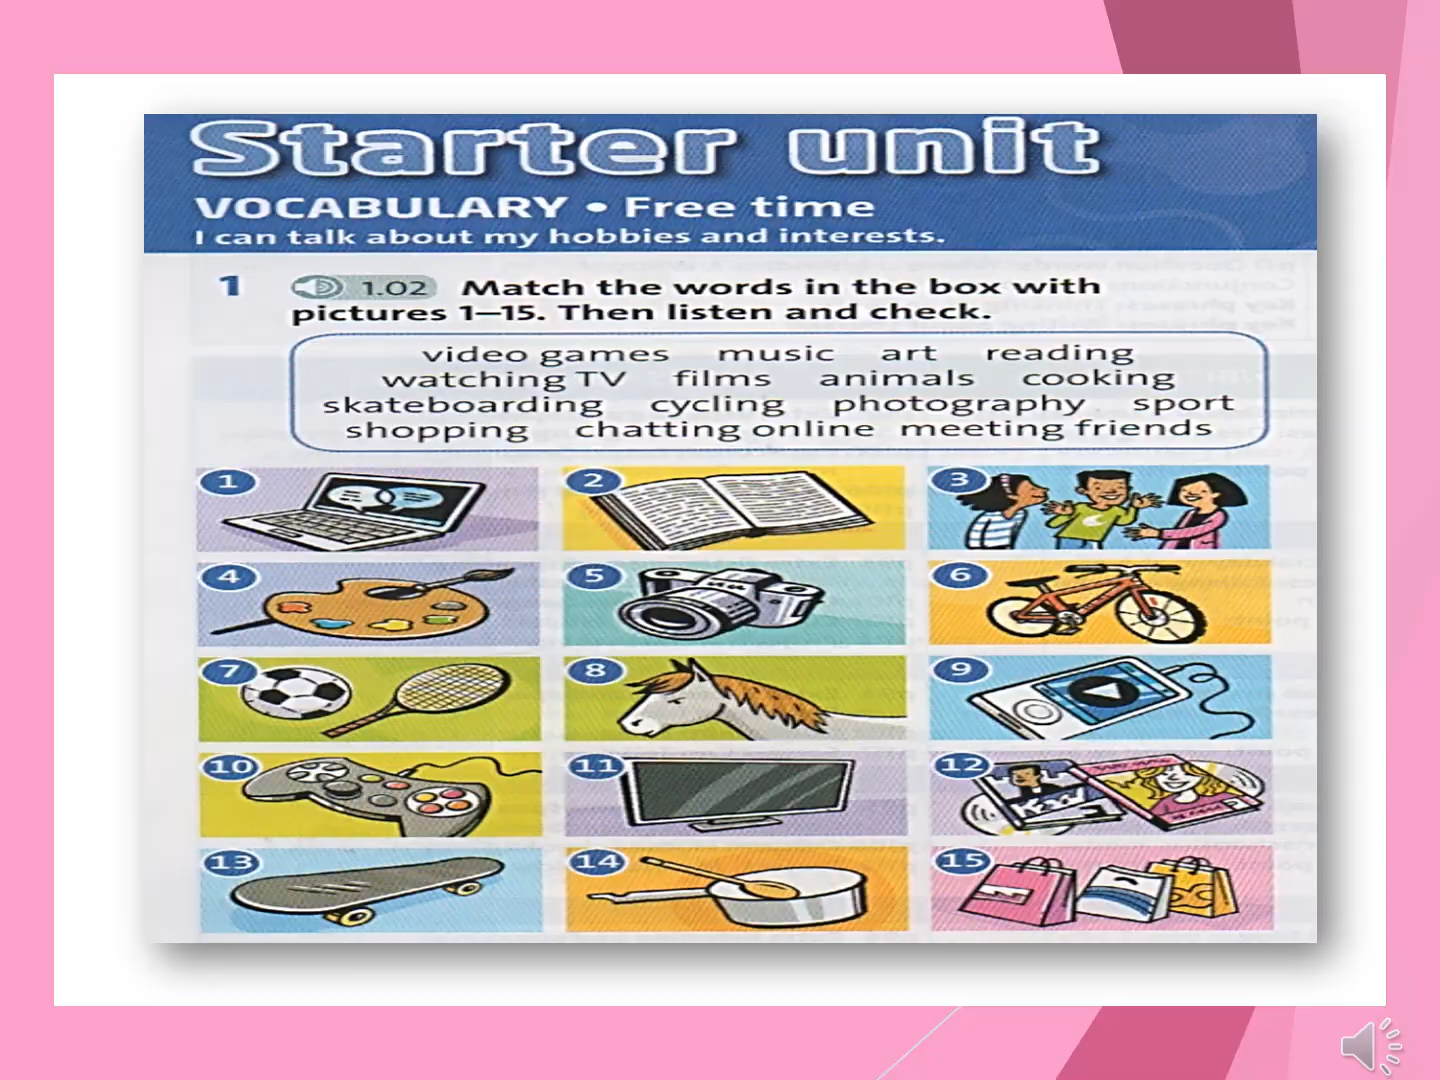 Starter unit
VOCABULARY • Free time
I can talk about my hobbies and interests.
1 1.02 Match the words in the box with
pictures 1–15. Then listen and check.
video games music art reading
watching TV films animals cooking
skateboarding cycling photography sport
shopping chatting online meeting friends
1 2 3
4 5 6
7 8 9
10 11 12
13 14 15